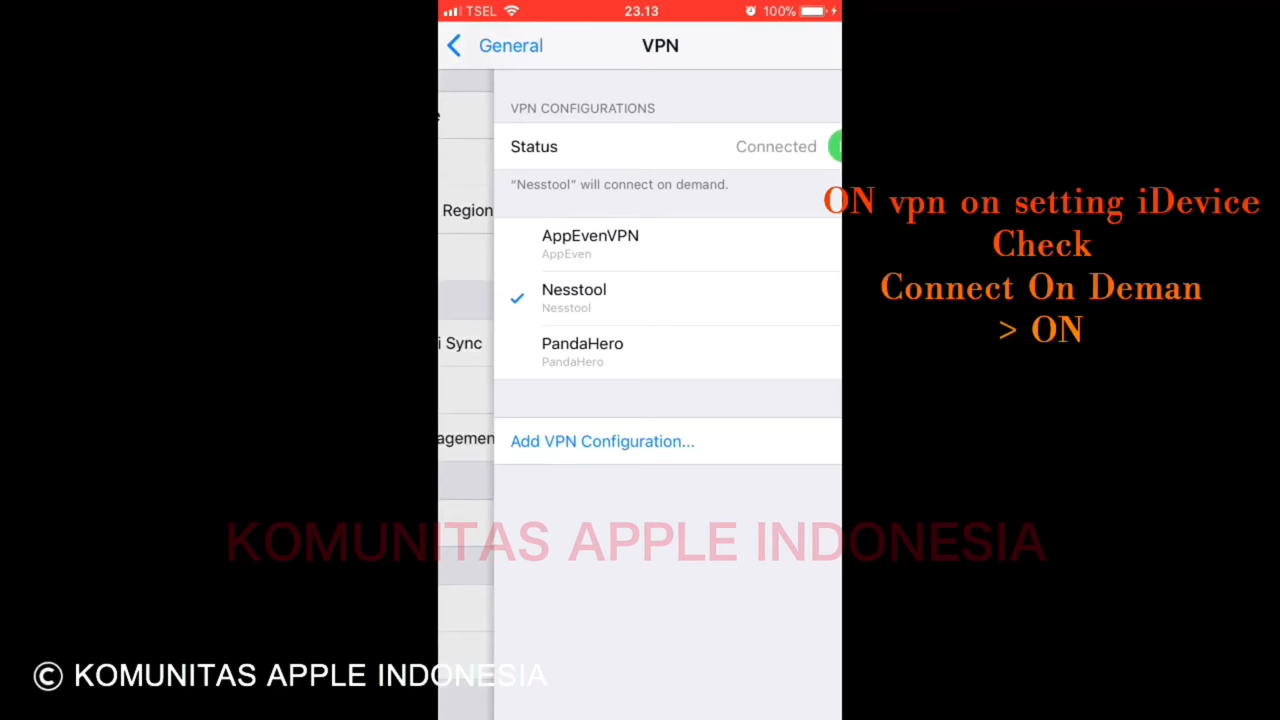 TSEL 23.13 100%
General VPN
VPN CONFIGURATIONS
Status Connected
“Nesstool” will connect on demand.
Region
AppEvenVPN
AppEven
Nesstool
Nesstool
i Sync
PandaHero
PandaHero
agemen
Add VPN Configuration...
ON vpn on setting iDevice
Check
Connect On Deman
> ON
KOMUNITAS APPLE INDONESIA
© KOMUNITAS APPLE INDONESIA